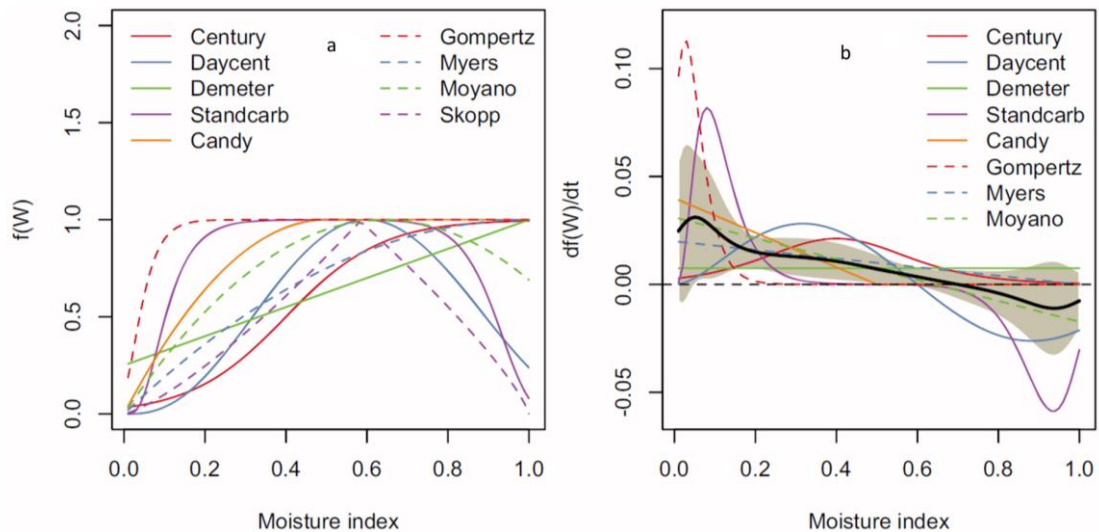 a
Century
Daycent
Demeter
Standcarb
Candy
Gompertz
Myers
Moyano
Skopp
f(W)
2.0
1.5
1.0
0.5
0.0
0.0 0.2 0.4 0.6 0.8 1.0
Moisture index
b
Century
Daycent
Demeter
Standcarb
Candy
Gompertz
Myers
Moyano
df(W)/dt
0.10
0.05
0.00
-0.05
0.0 0.2 0.4 0.6 0.8 1.0
Moisture index